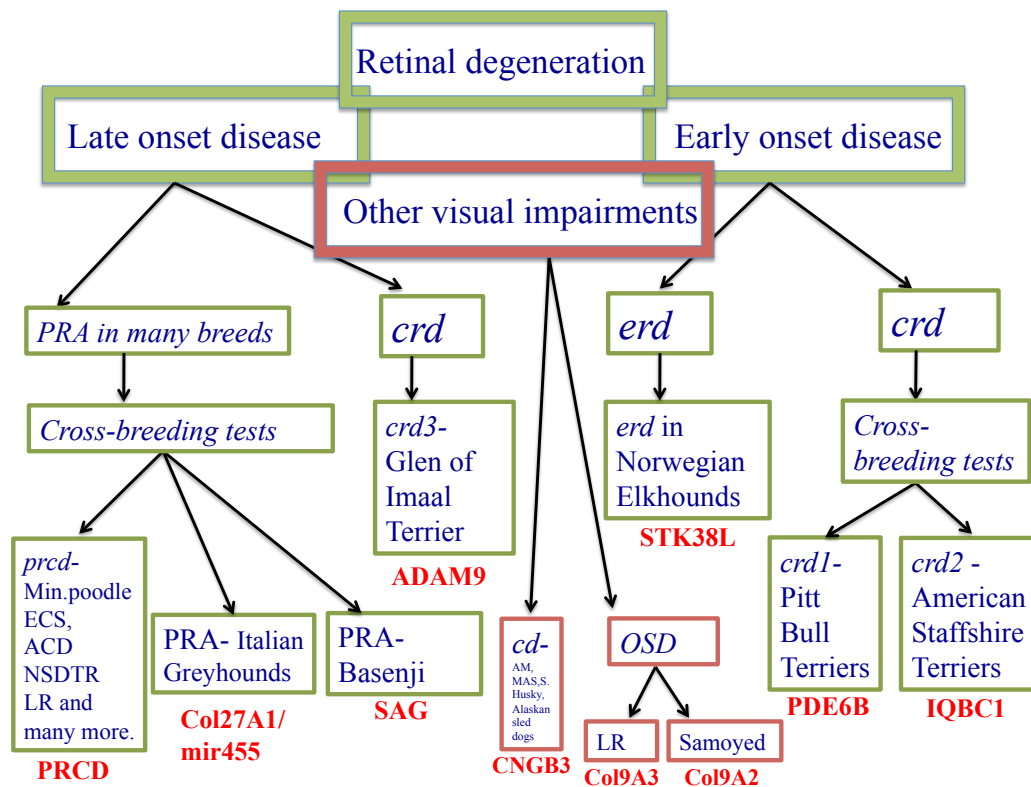 Retinal degeneration
Late onset disease
Early onset disease
Other visual impairments
PRA in many breeds
crd
erd
crd
Cross-breeding tests
crd3-
Glen of
Imaal
Terrier
ADAM9
erd in
Norwegian
Elkhounds
STK38L
Cross-
breeding tests
prcd-
Min.poodle
ECS,
ACD
NSDTR
LR and
many more.
PRCD
PRA- Italian
Greyhounds
Col27A1/
mir455
PRA-
Basenji
SAG
cd-
AM,
MAS,S.
Husky,
Alaskan
sled
dogs
CNGB3
OSD
LR
Col9A3
Samoyed
Col9A2
crd1-
Pitt
Bull
Terriers
PDE6B
crd2 -
American
Staffshire
Terriers
IQBC1